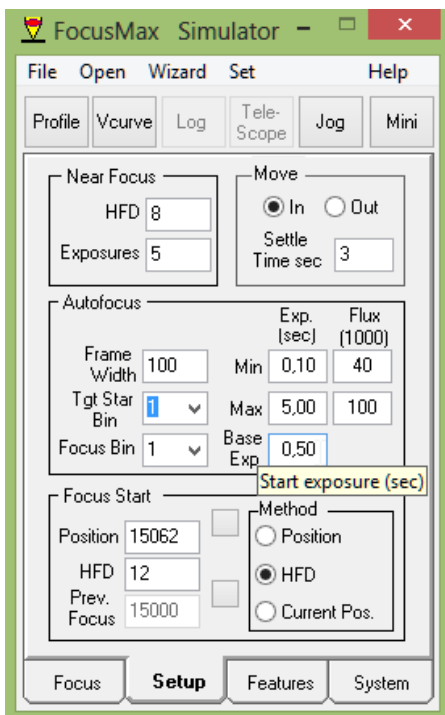 FocusMax Simulator
File Open Wizard Set Help
Profile Vcurve Log Tele-Scope Jog Mini
Near Focus
HFD 8
Exposures 5
Move
In Out
Settle Time sec 3
Autofocus
Exp. (sec) Flux (1000)
Frame Width 100 Min 0,10 40
Tgt Star Bin 1 Max 5,00 100
Focus Bin 1 Base Exp 0,50
Start exposure (sec)
Focus Start
Position 15062
HFD 12
Prev. Focus 15000
Method
Position
HFD
Current Pos.
Focus Setup Features System